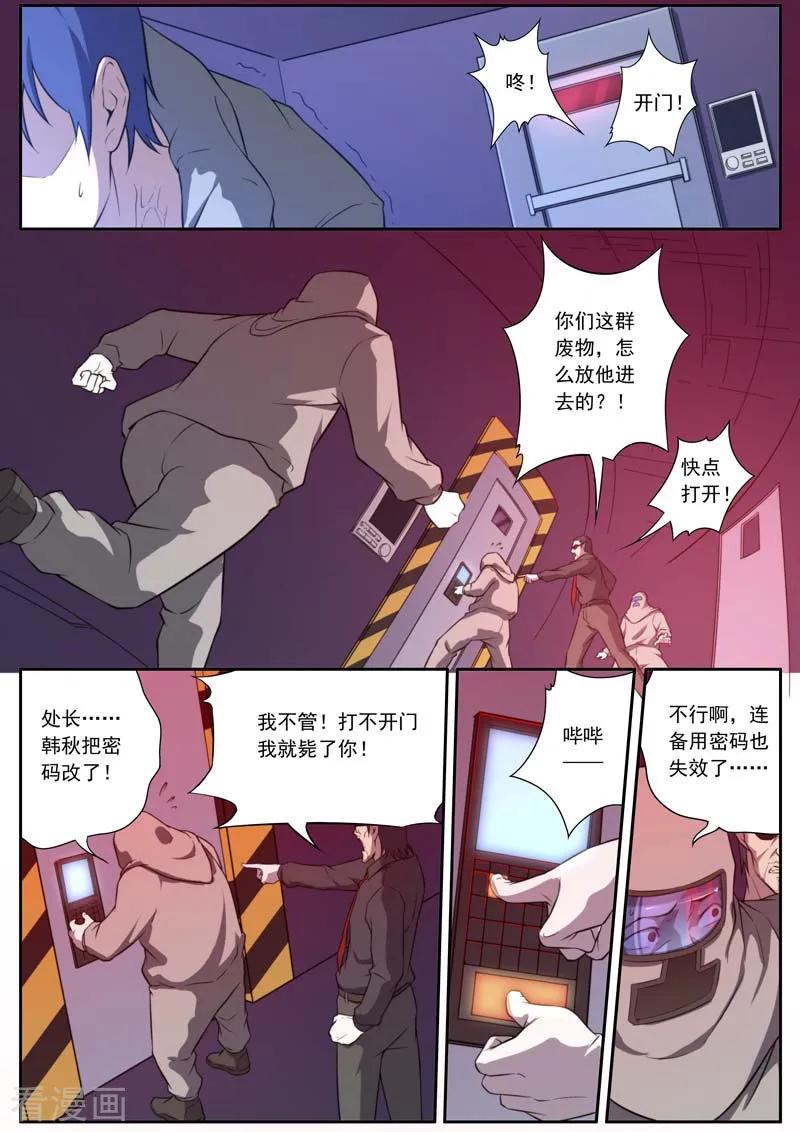 咚！
开门！
你们这群
废物，怎
么放他进
去的？！
快点
打开！
处长……
韩秋把密
码改了！
我不管！打不开门
我就毙了你！
哔哔
——
不行啊，连
备用密码也
失效了……
看漫画